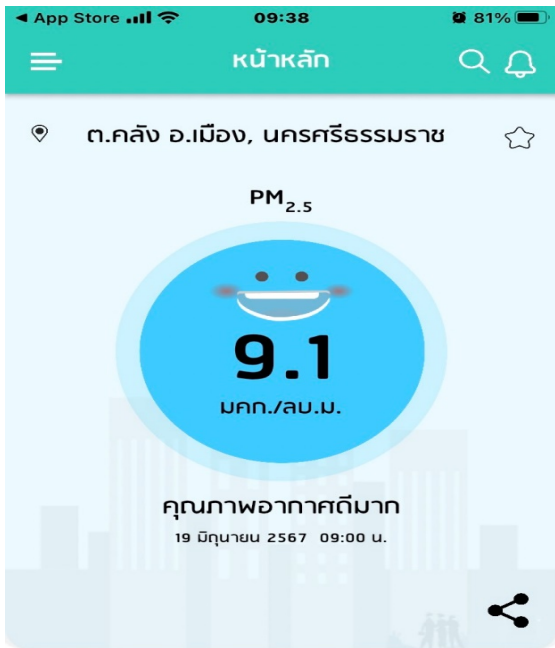 App Store 09:38 81%
หน้าหลัก
ต.คลัง อ.เมือง, นครศรีธรรมราช
PM2.5
9.1
มคก./ลบ.ม.
คุณภาพอากาศดีมาก
19 มิถุนายน 2567 09:00 น.